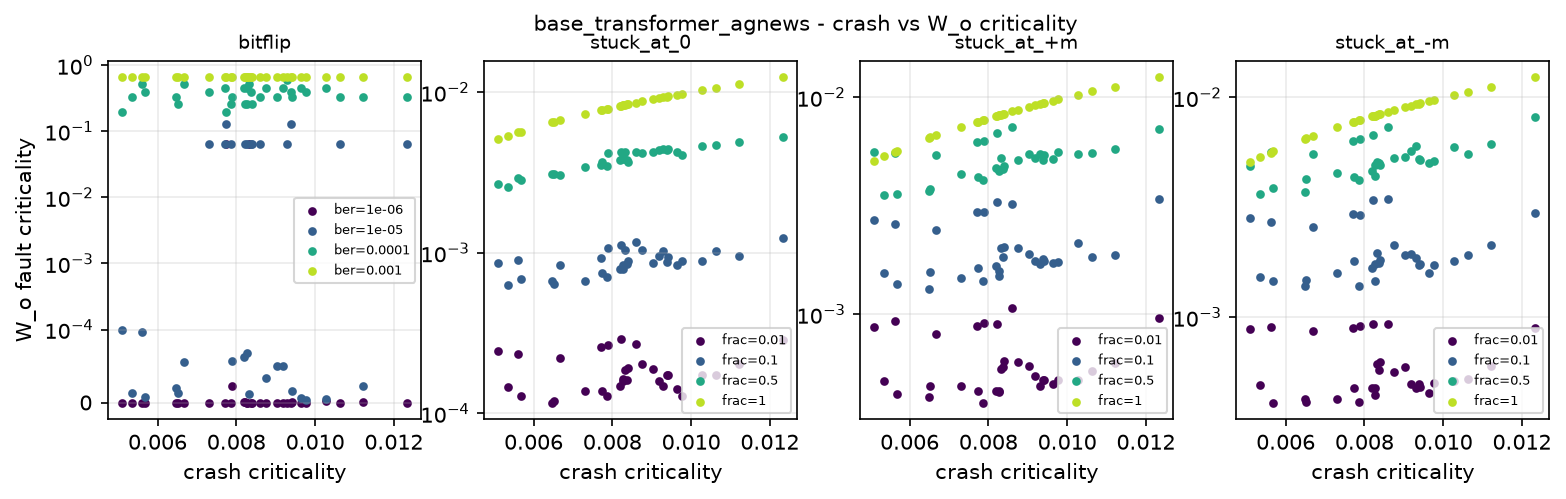 base_transformer_agnews - crash vs W_o criticality
bitflip
stuck_at_0
stuck_at_+m
stuck_at_-m
W_o fault criticality
10⁰
10⁻¹
10⁻²
10⁻³
10⁻⁴
0
ber=1e-06
ber=1e-05
ber=0.0001
ber=0.001
0.006 0.008 0.010 0.012
crash criticality
10⁻²
10⁻³
10⁻⁴
frac=0.01
frac=0.1
frac=0.5
frac=1
0.006 0.008 0.010 0.012
crash criticality
10⁻²
10⁻³
frac=0.01
frac=0.1
frac=0.5
frac=1
0.006 0.008 0.010 0.012
crash criticality
10⁻²
10⁻³
frac=0.01
frac=0.1
frac=0.5
frac=1
0.006 0.008 0.010 0.012
crash criticality